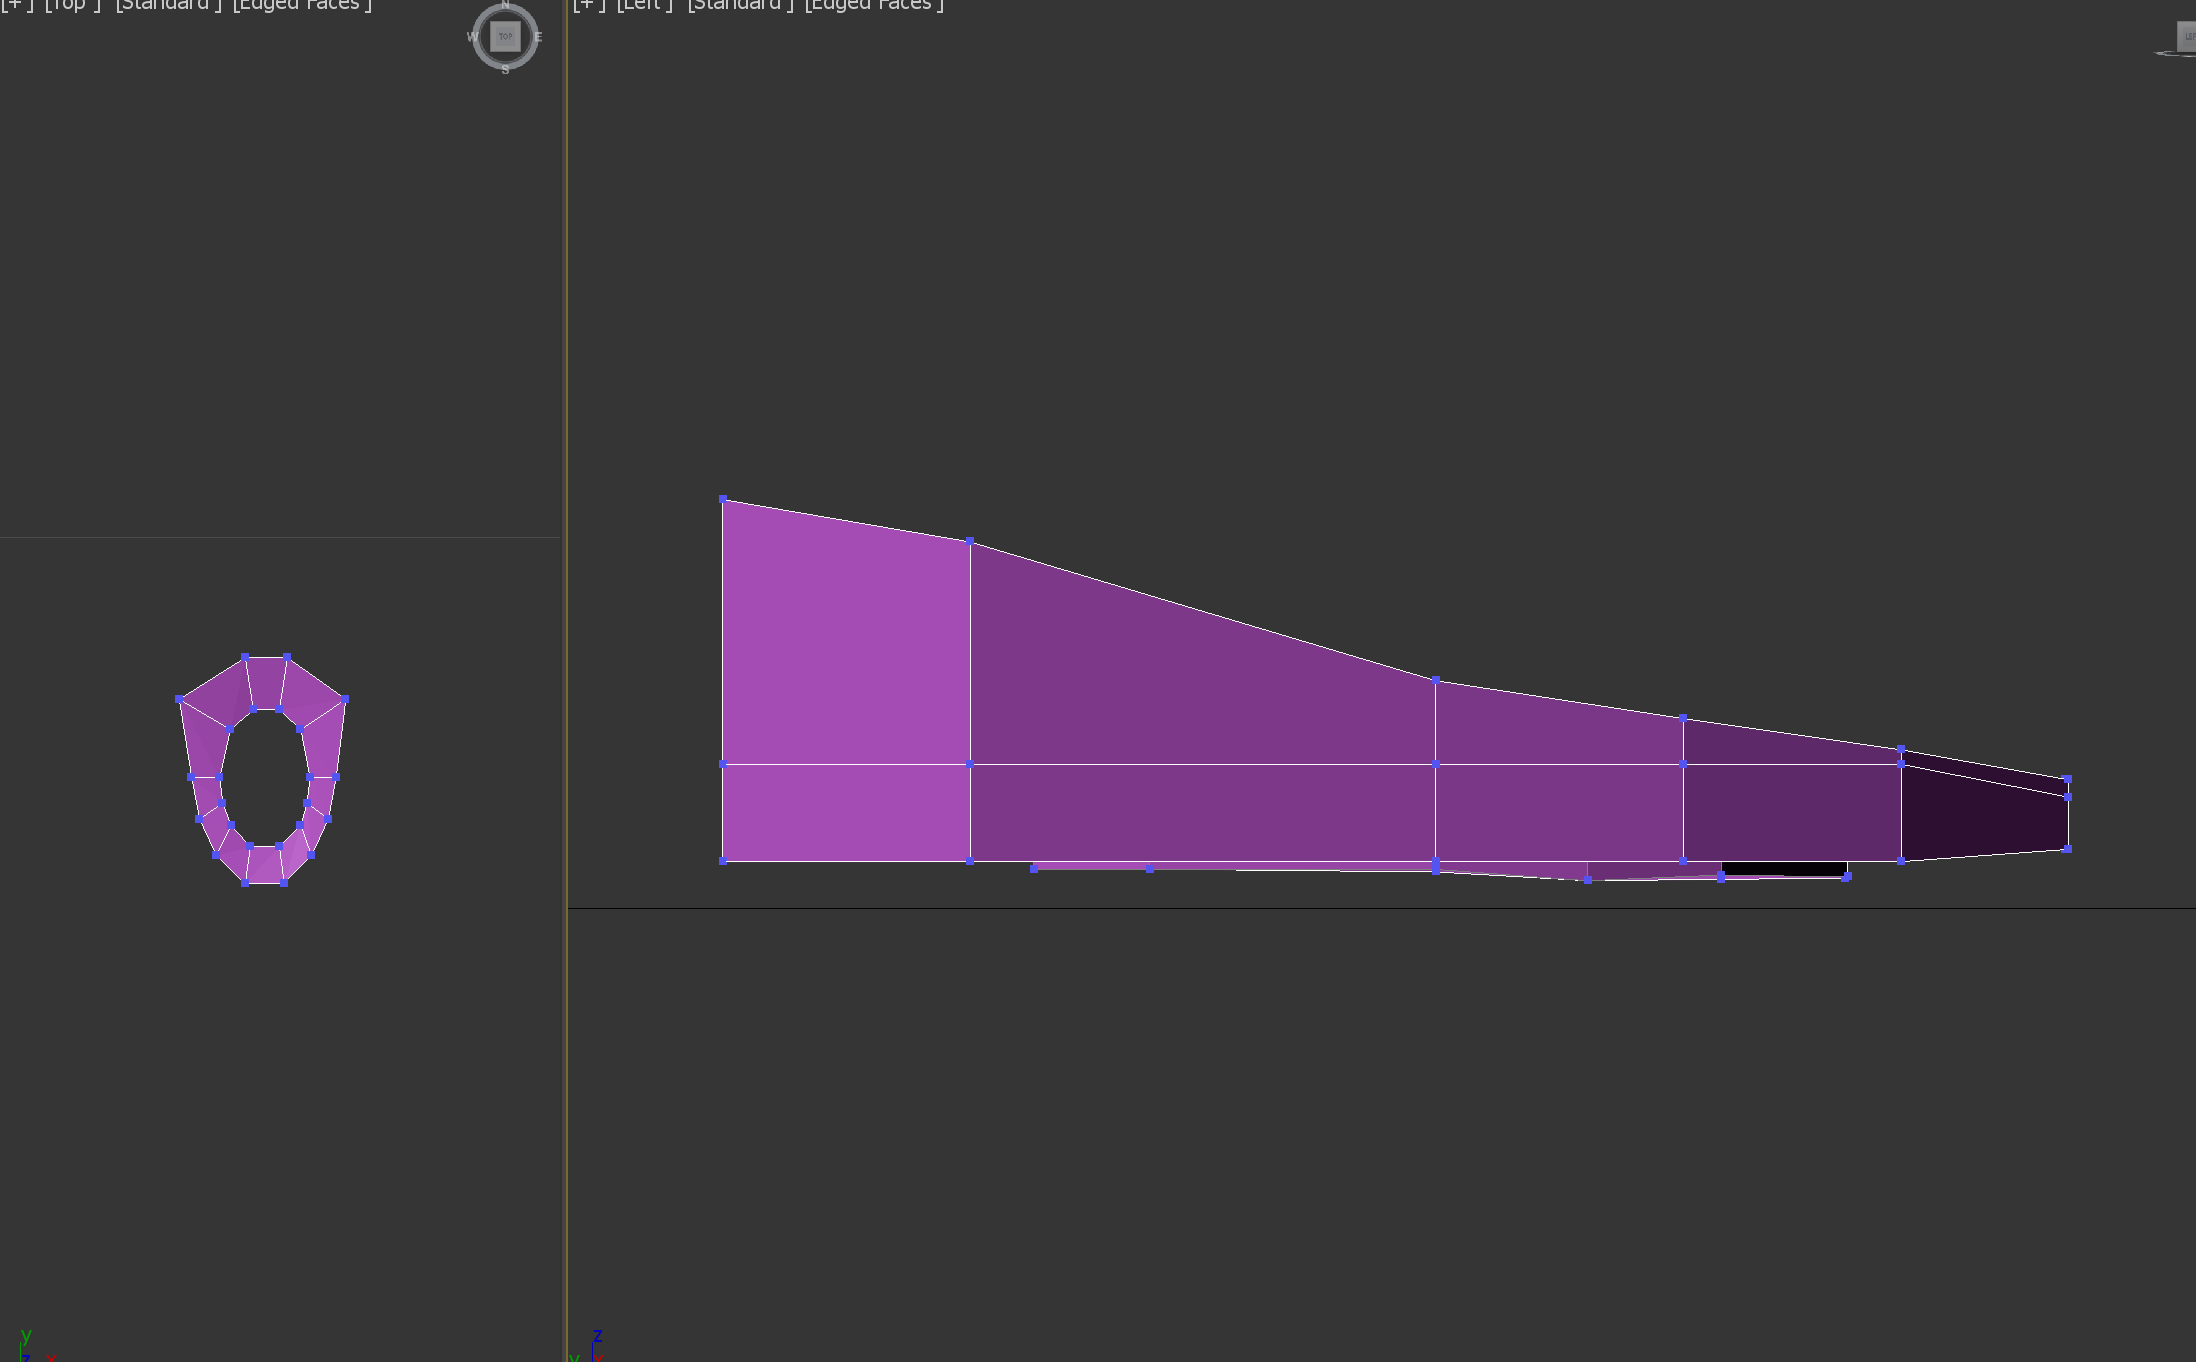 [+] [Top ] [Standard ] [Edged Faces ]
N
W TOP E
S
[+] [Left ] [Standard ] [Edged Faces ]
y
z x
z
y x